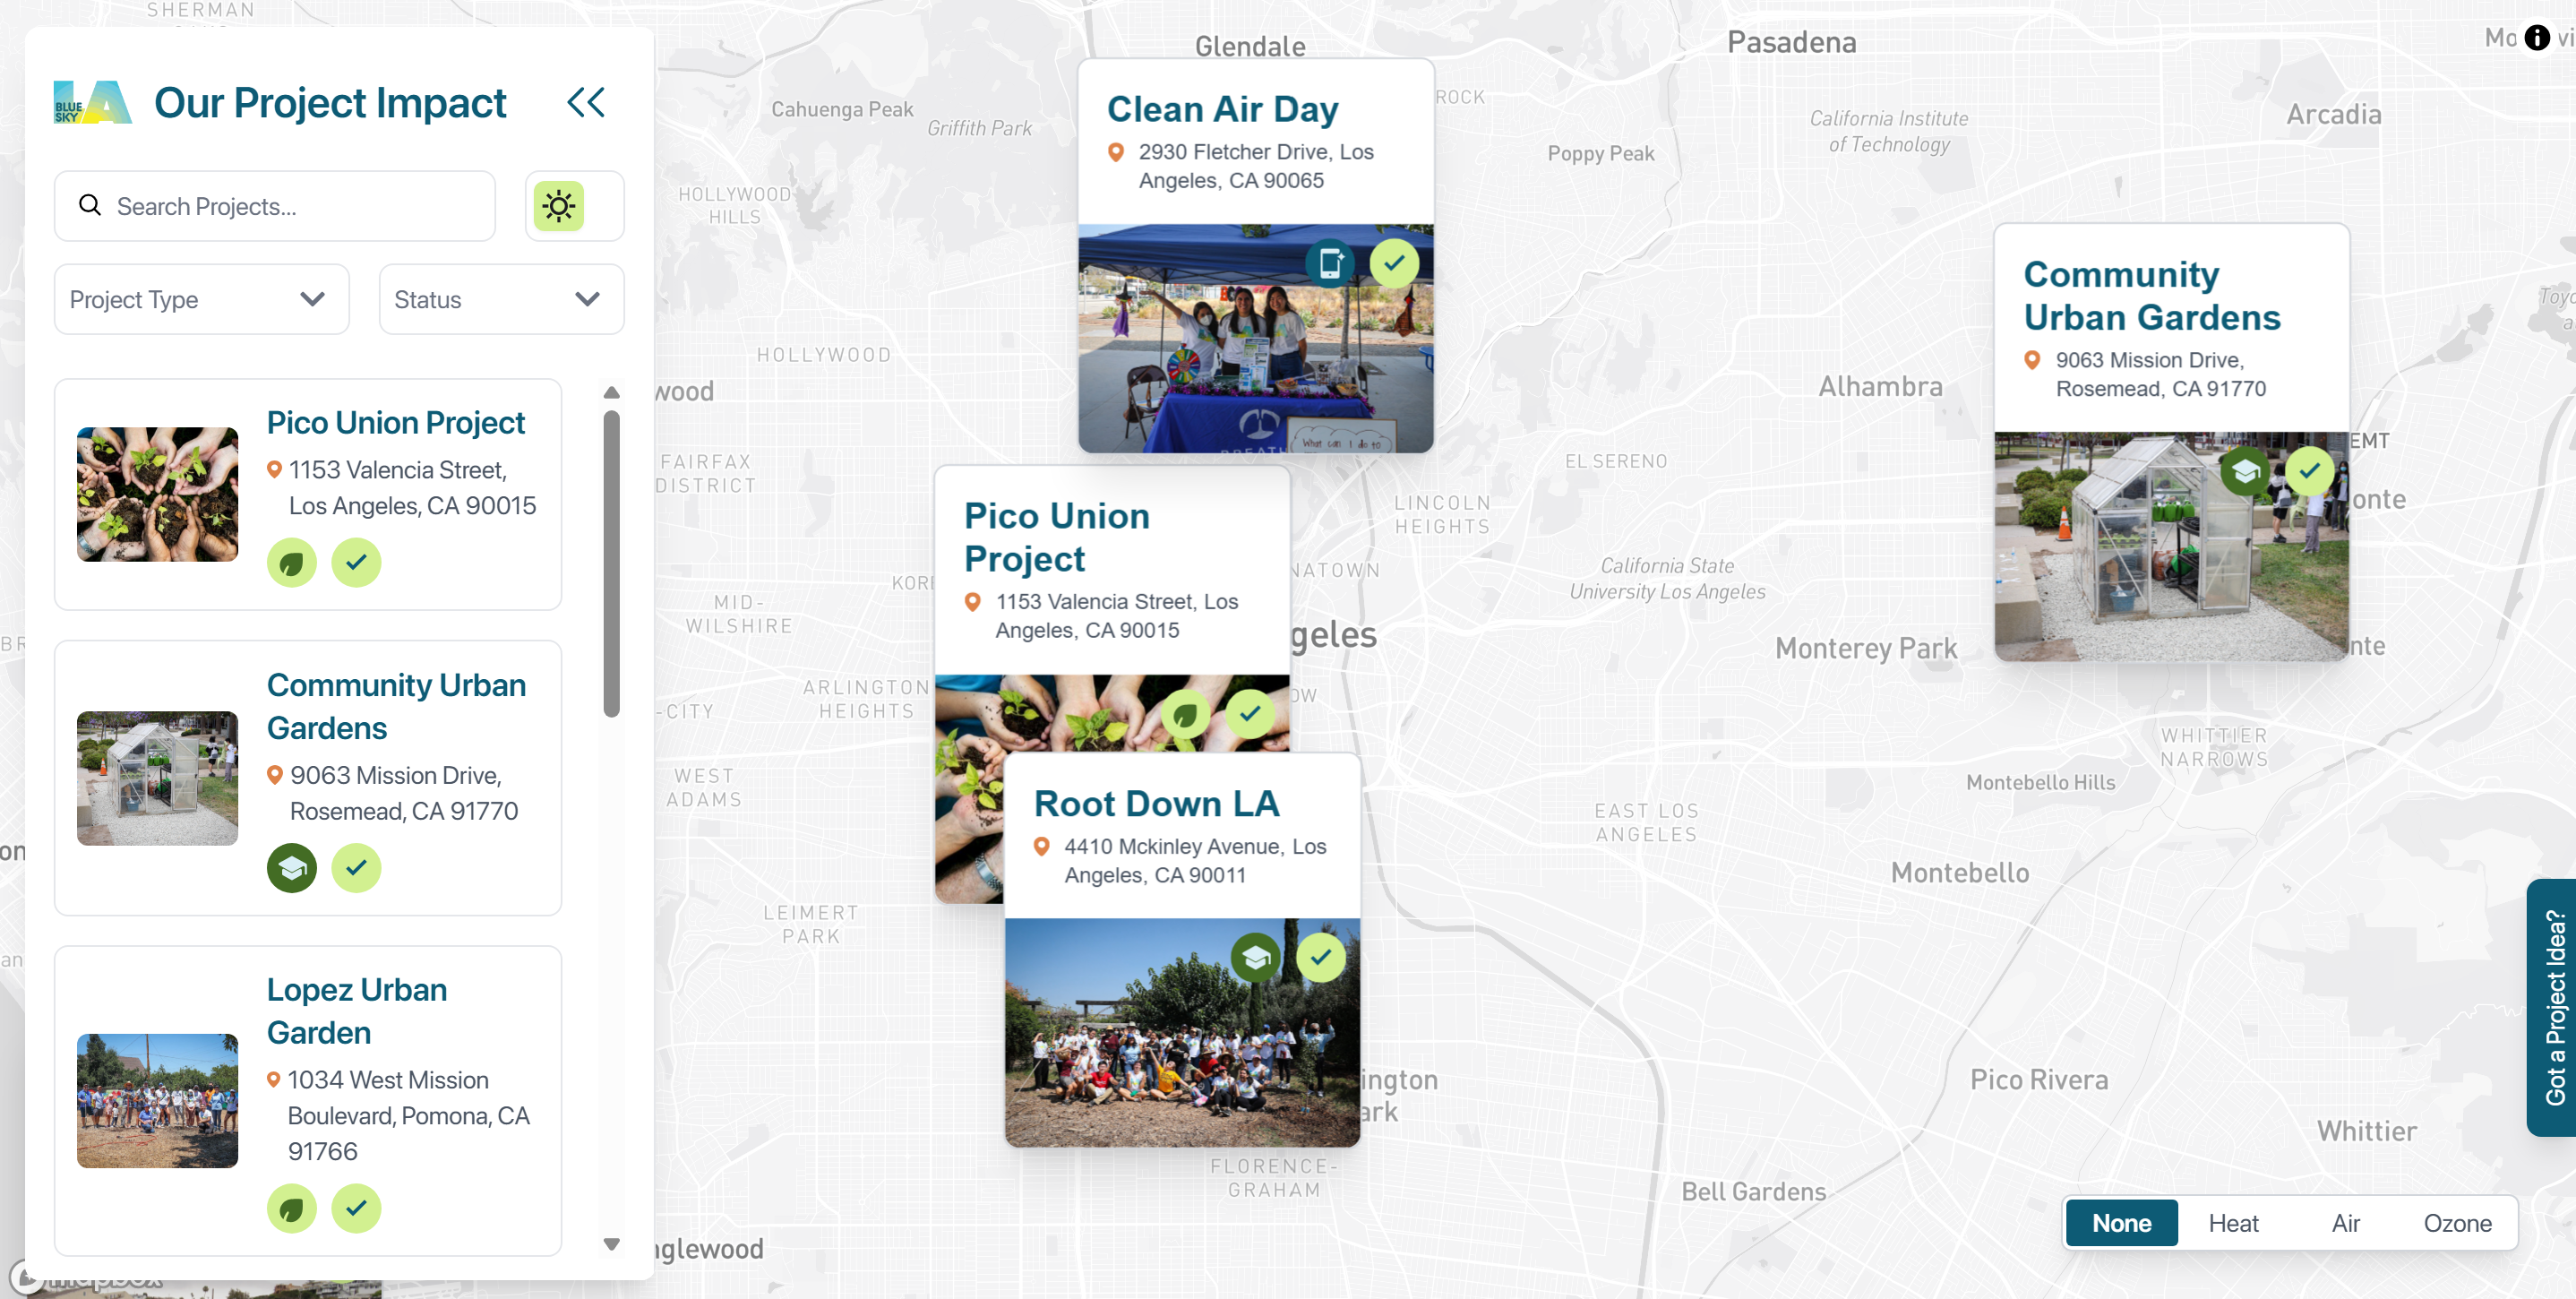 BLUE
SKY
LA
Our Project Impact
Search Projects...
Project Type
Status
Pico Union Project
1153 Valencia Street,
Los Angeles, CA 90015
Community Urban
Gardens
9063 Mission Drive,
Rosemead, CA 91770
Lopez Urban
Garden
1034 West Mission
Boulevard, Pomona, CA
91766
mapbox
Clean Air Day
2930 Fletcher Drive, Los
Angeles, CA 90065
What can I do to
BREATHE
Pico Union
Project
1153 Valencia Street, Los
Angeles, CA 90015
Root Down LA
4410 Mckinley Avenue, Los
Angeles, CA 90011
Community
Urban Gardens
9063 Mission Drive,
Rosemead, CA 91770
SHERMAN
Glendale
Pasadena
Cahuenga Peak
Griffith Park
ROCK
Poppy Peak
California Institute
of Technology
Arcadia
HOLLYWOOD
HILLS
HOLLYWOOD
wood
Alhambra
FAIRFAX
DISTRICT
EL SERENO
LINCOLN
HEIGHTS
EMT
onte
KORE
NATOWN
California State
University Los Angeles
MID-
WILSHIRE
geles
Monterey Park
nte
ARLINGTON
HEIGHTS
-CITY
OW
WHITTIER
NARROWS
WEST
ADAMS
Montebello Hills
EAST LOS
ANGELES
Montebello
LEIMERT
PARK
ington
ark
Pico Rivera
Whittier
FLORENCE-
GRAHAM
Bell Gardens
nglewood
Got a Project Idea?
None
Heat
Air
Ozone